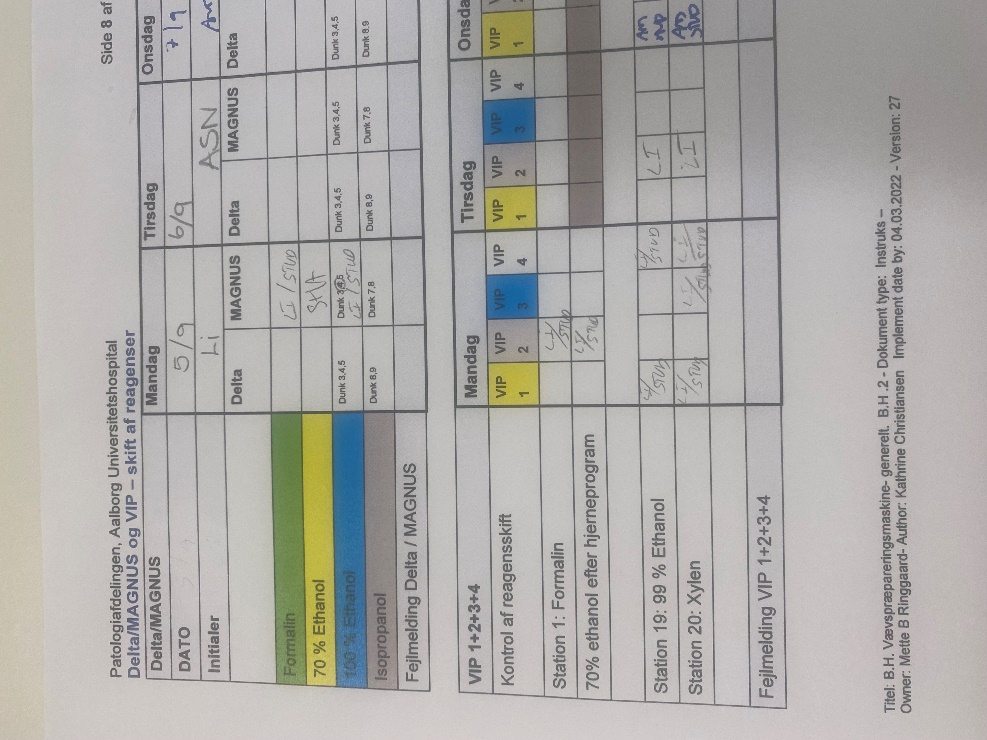 Side 8 af
Patologiafdelingen, Aalborg Universitetshospital
Delta/MAGNUS og VIP – skift af reagenser
Delta/MAGNUS Mandag Tirsdag Onsdag
DATO 5/9 6/9 7/9
Initialer Li ASN
Delta MAGNUS Delta MAGNUS Delta
Formalin LI/STUD
70 % Ethanol SHA
100 % Ethanol Dunk 3,4,5 Dunk 3,4,5 LI/STUD Dunk 3,4,5 Dunk 3,4,5 Dunk 3,4,5
Isopropanol Dunk 8,9 Dunk 7,8 Dunk 8,9 Dunk 7,8 Dunk 8,9
Fejlmelding Delta / MAGNUS
VIP 1+2+3+4 Mandag Tirsdag Onsda
Kontrol af reagensskift VIP 1 VIP 2 VIP 3 VIP 4 VIP 1 VIP 2 VIP 3 VIP 4 VIP 1
Station 1: Formalin LI/STUD
70% ethanol efter hjerneprogram LI/STUD
Station 19: 99 % Ethanol LI/STUD LI/STUD LI
Station 20: Xylen LI/STUD LI/STUD LI/STUD LI STUD
Fejlmelding VIP 1+2+3+4
Titel: B.H. Vævspræpareringsmaskine- generelt. B.H .2 - Dokument type: Instruks –
Owner: Mette B Ringgaard- Author: Kathrine Christiansen Implement date by: 04.03.2022 - Version: 27